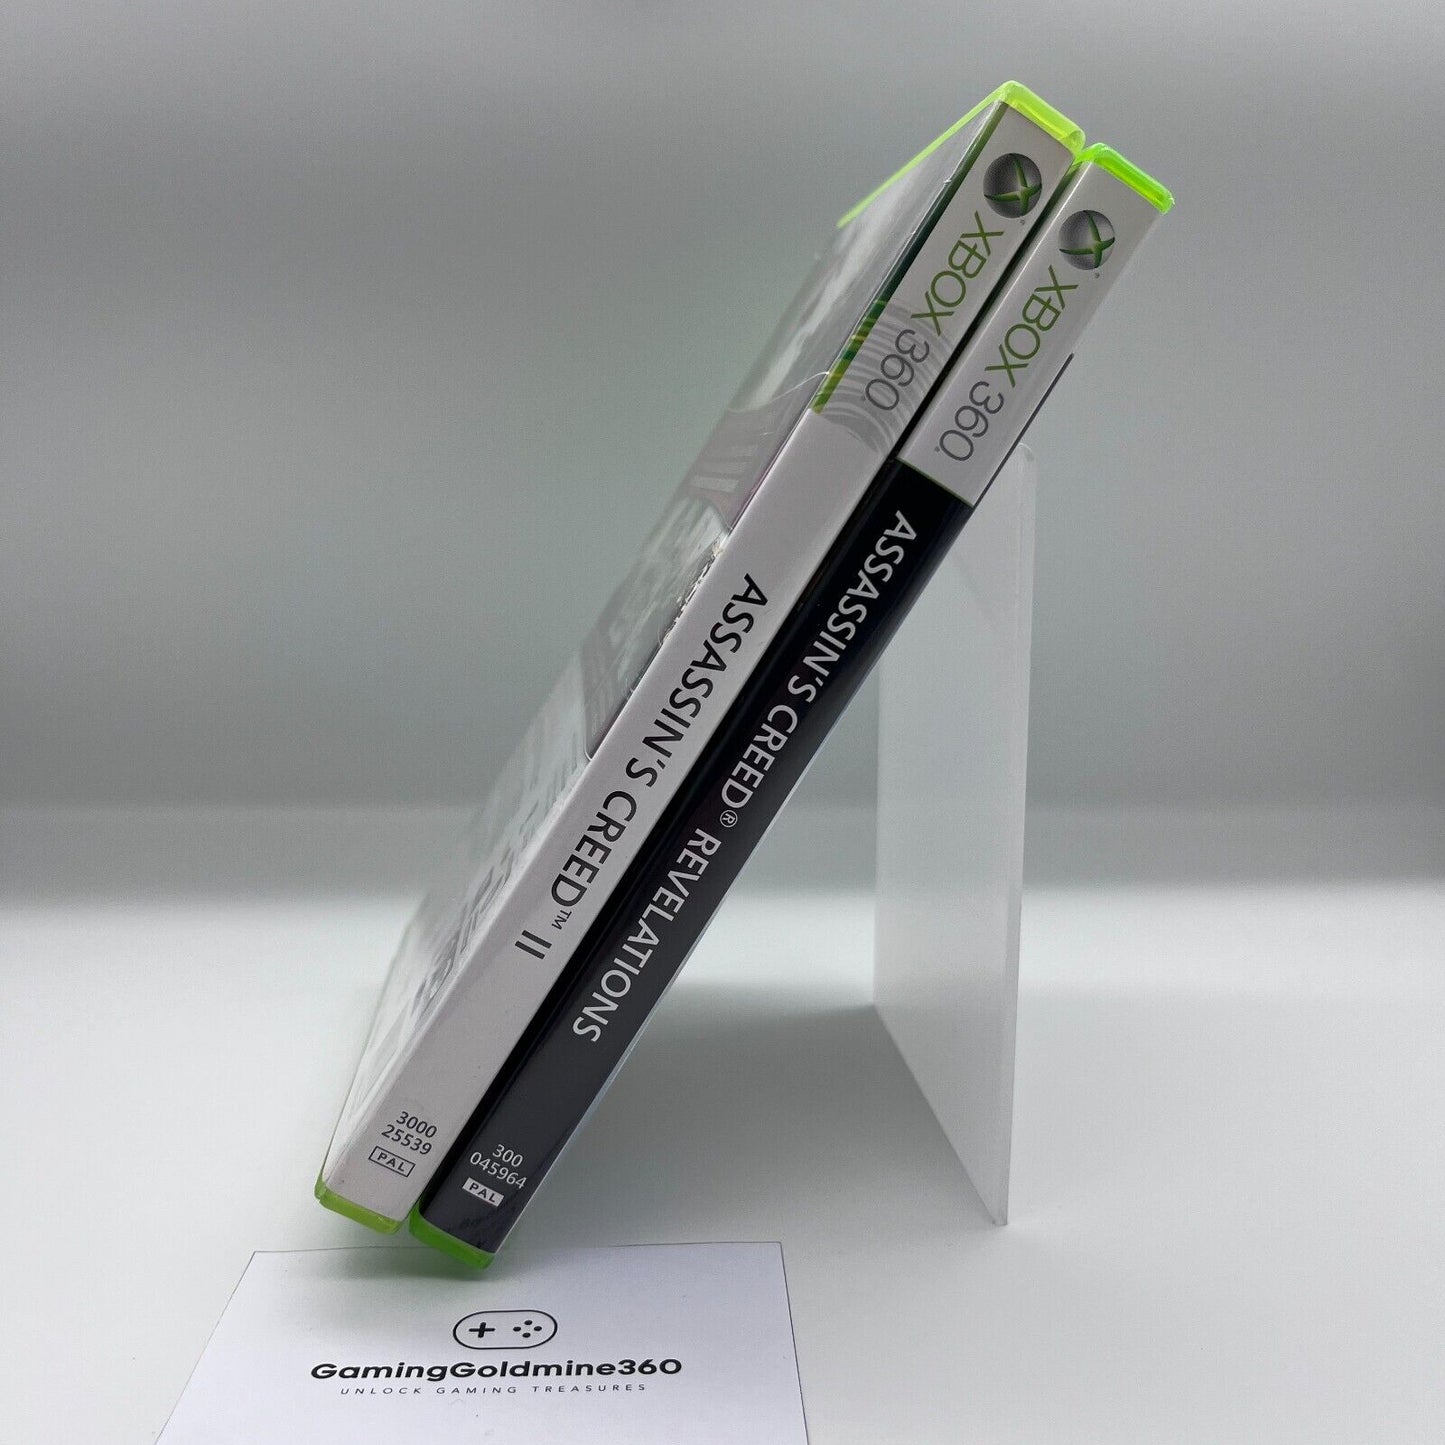 XBOX 360.
ASSASSIN'S CREED™ II
3000
25539
PAL
XBOX 360.
ASSASSIN'S CREED® REVELATIONS
300
045964
PAL
GamingGoldmine360
UNLOCK GAMING TREASURES